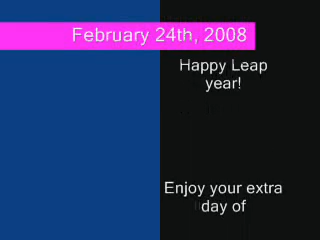 February 24th, 2008
Happy Leap
year!
Enjoy your extra
day of